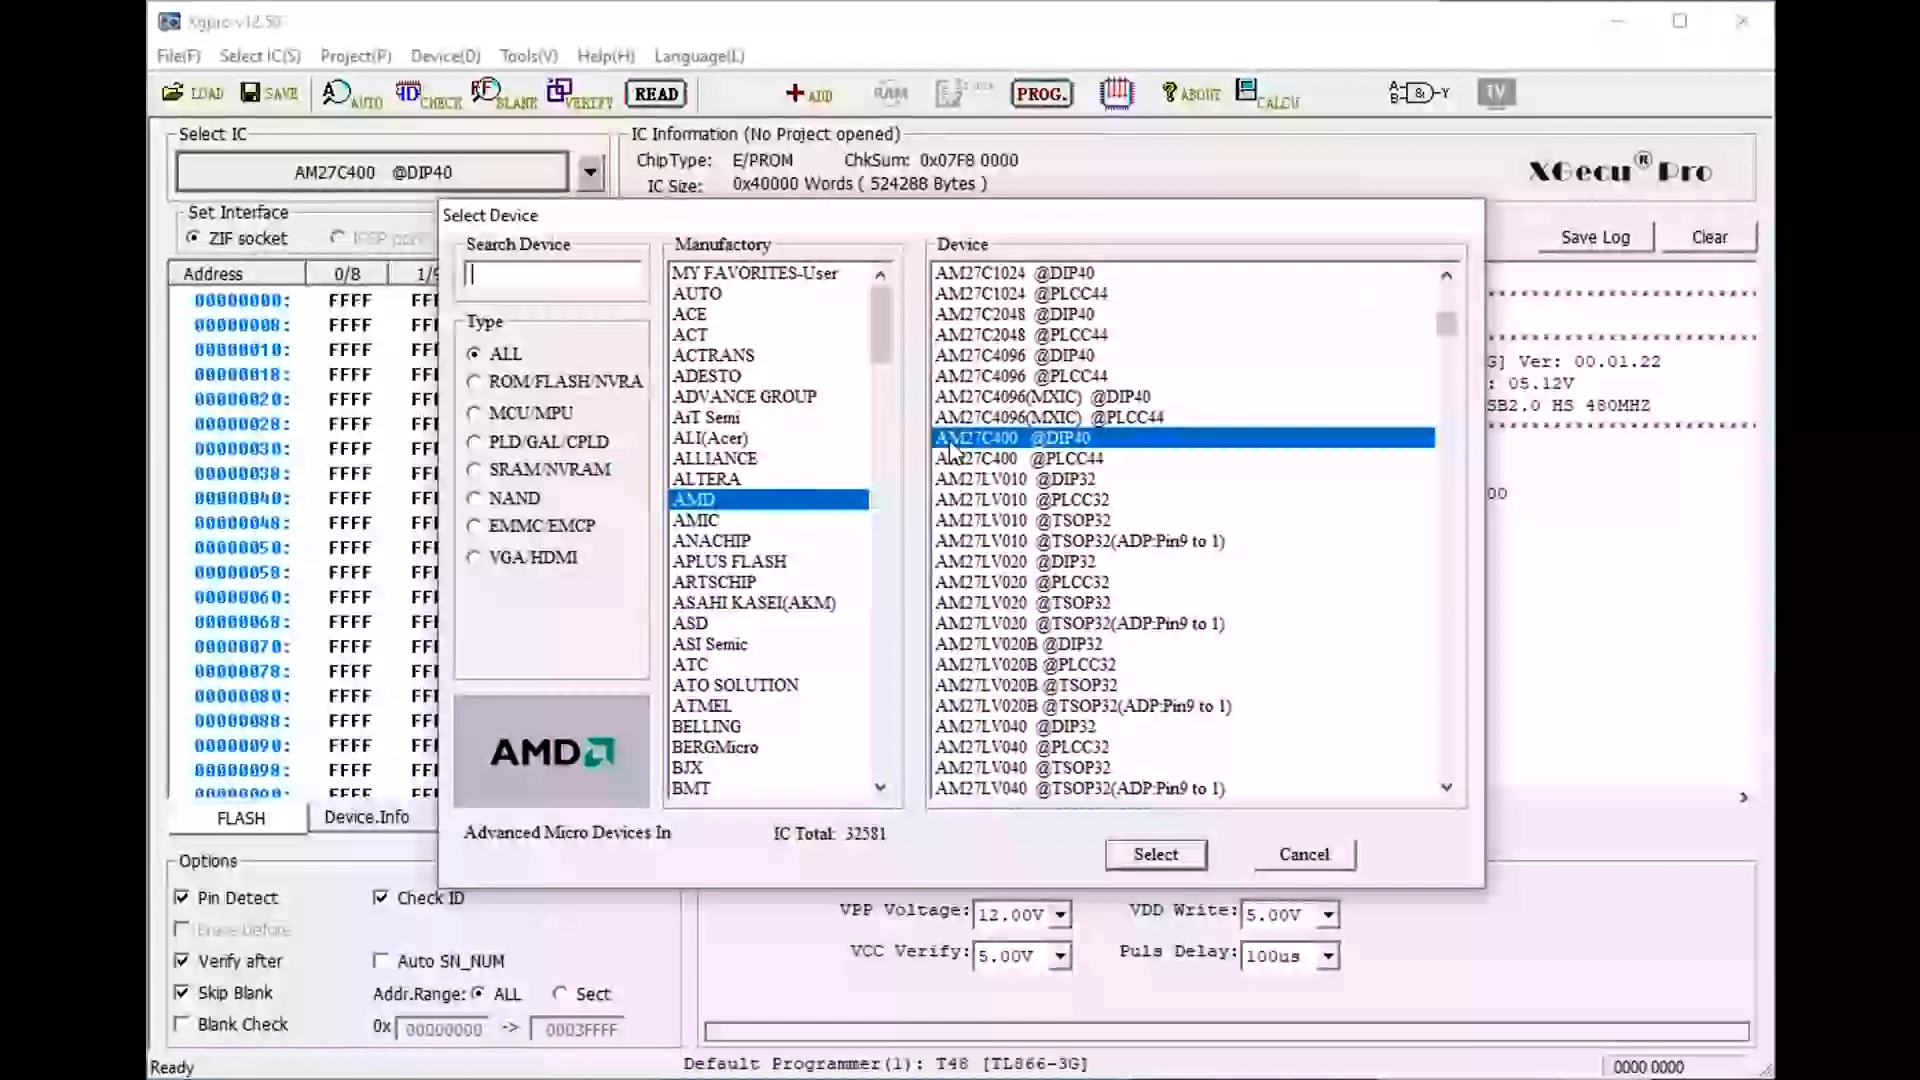 Xgpro v12.50
File(F) Select IC(S) Project(P) Device(D) Tools(V) Help(H) Language(L)
LOAD SAVE AUTO CHECK BLANK VERIFY READ ADD RAM PROG. ABOUT CALCU TV
Select IC
AM27C400 @DIP40
IC Information (No Project opened)
ChipType: E/PROM ChkSum: 0x07F8 0000
IC Size: 0x40000 Words ( 524288 Bytes )
XGecu® Pro
Set Interface
ZIF socket ICSP port
Save Log Clear
Address 0/8
00000000: FFFF
00000008: FFFF
00000010: FFFF
00000018: FFFF
00000020: FFFF
00000028: FFFF
00000030: FFFF
00000038: FFFF
00000040: FFFF
00000048: FFFF
00000050: FFFF
00000058: FFFF
00000060: FFFF
00000068: FFFF
00000070: FFFF
00000078: FFFF
00000080: FFFF
00000088: FFFF
00000090: FFFF
00000098: FFFF
FLASH Device.Info
Select Device
Search Device
Type
ALL
ROM/FLASH/NVRA
MCU/MPU
PLD/GAL/CPLD
SRAM/NVRAM
NAND
EMMC/EMCP
VGA/HDMI
AMD
Advanced Micro Devices In
Manufactory
MY FAVORITES-User
AUTO
ACE
ACT
ACTRANS
ADESTO
ADVANCE GROUP
AiT Semi
ALI(Acer)
ALLIANCE
ALTERA
AMD
AMIC
ANACHIP
APLUS FLASH
ARTSCHIP
ASAHI KASEI(AKM)
ASD
ASI Semic
ATC
ATO SOLUTION
ATMEL
BELLING
BERGMicro
BJX
BMT
IC Total: 32581
Device
AM27C1024 @DIP40
AM27C1024 @PLCC44
AM27C2048 @DIP40
AM27C2048 @PLCC44
AM27C4096 @DIP40
AM27C4096 @PLCC44
AM27C4096(MXIC) @DIP40
AM27C4096(MXIC) @PLCC44
AM27C400 @DIP40
AM27C400 @PLCC44
AM27LV010 @DIP32
AM27LV010 @PLCC32
AM27LV010 @TSOP32
AM27LV010 @TSOP32(ADP:Pin9 to 1)
AM27LV020 @DIP32
AM27LV020 @PLCC32
AM27LV020 @TSOP32
AM27LV020 @TSOP32(ADP:Pin9 to 1)
AM27LV020B @DIP32
AM27LV020B @PLCC32
AM27LV020B @TSOP32
AM27LV020B @TSOP32(ADP:Pin9 to 1)
AM27LV040 @DIP32
AM27LV040 @PLCC32
AM27LV040 @TSOP32
AM27LV040 @TSOP32(ADP:Pin9 to 1)
Select Cancel
G] Ver: 00.01.22
: 05.12V
SB2.0 HS 480MHZ
00
Options
Pin Detect Check ID
Erase Before
Verify after Auto SN_NUM
Skip Blank Addr.Range: ALL Sect
Blank Check 0x 00000000 -> 0003FFFF
VPP Voltage: 12.00V VDD Write: 5.00V
VCC Verify: 5.00V Puls Delay: 100us
Ready Default Programmer(1): T48 [TL866-3G] 0000 0000